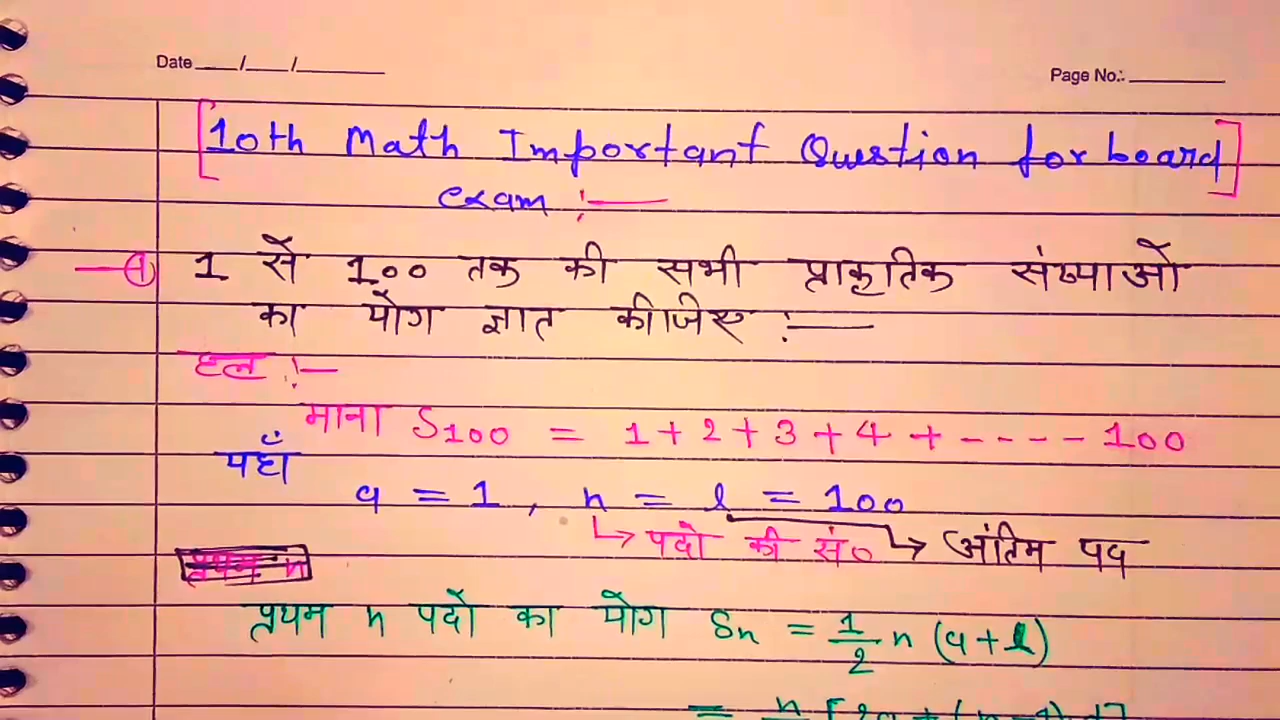 Date ___/___/______
Page No.: ________
[10th Math Important Question for board]
exam :—
1 से 100 तक की सभी प्राकृतिक संख्याओ
का योग ज्ञात कीजिए :—
हल :-
माना S₁₀₀ = 1+2+3+4+----100
यहाँ
a = 1, n = l = 100
↳ पदो की सं० ↳ अंतिम पद
प्रथम n पदो का योग Sn = 1/2 n (a+l)